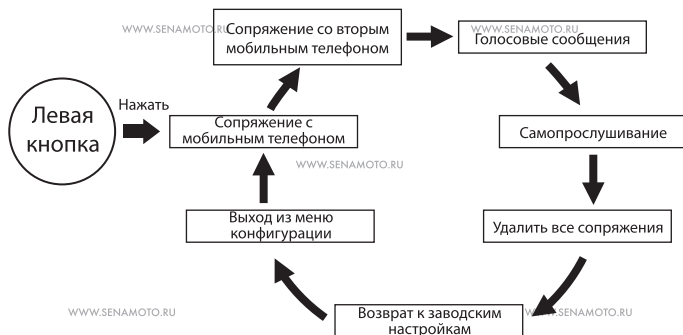 WWW.SENAMOTO.RU
WWW.SENAMOTO.RU
Сопряжение со вторым
мобильным телефоном
Голосовые сообщения
Левая
кнопка
Нажать
Сопряжение с
мобильным телефоном
Самопрослушивание
WWW.SENAMOTO.RU
Выход из меню
конфигурации
Удалить все сопряжения
WWW.SENAMOTO.RU
Возврат к заводским
настройкам
WWW.SENAMOTO.RU